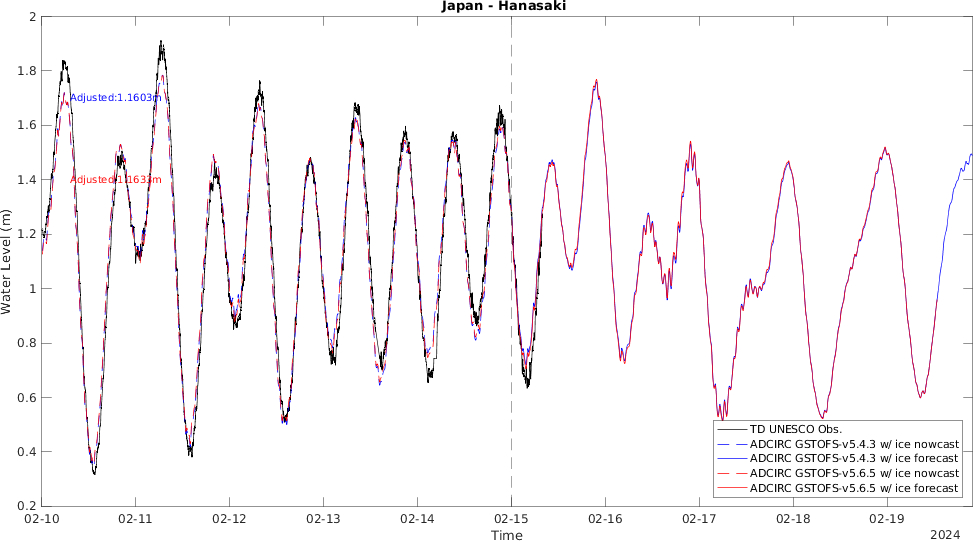 Japan - Hanasaki
2
1.8
1.6
1.4
1.2
1
0.8
0.6
0.4
0.2
Water Level (m)
Adjusted:1.1603m
Adjusted:1.1633m
02-10 02-11 02-12 02-13 02-14 02-15 02-16 02-17 02-18 02-19
Time
2024
TD UNESCO Obs.
ADCIRC GSTOFS-v5.4.3 w/ ice nowcast
ADCIRC GSTOFS-v5.4.3 w/ ice forecast
ADCIRC GSTOFS-v5.6.5 w/ ice nowcast
ADCIRC GSTOFS-v5.6.5 w/ ice forecast